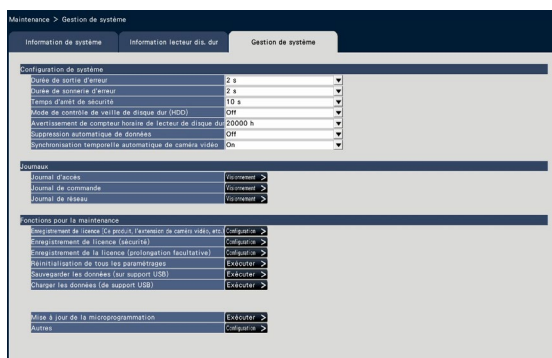 Maintenance > Gestion de système
Information de système
Information lecteur dis. dur
Gestion de système
Configuration de système
Durée de sortie d'erreur 2 s
Durée de sonnerie d'erreur 2 s
Temps d'arrêt de sécurité 10 s
Mode de contrôle de veille de disque dur (HDD) Off
Avertissement de compteur horaire de lecteur de disque dur 20000 h
Suppression automatique de données Off
Synchronisation temporelle automatique de caméra vidéo On
Journaux
Journal d'accès Visionnement >
Journal de commande Visionnement >
Journal de réseau Visionnement >
Fonctions pour la maintenance
Enregistrement de licence (Ce produit, l'extension de caméra vidéo, etc.) Configuration >
Enregistrement de licence (sécurité) Configuration >
Enregistrement de la licence (prolongation facultative) Configuration >
Réinitialisation de tous les paramétrages Exécuter >
Sauvegarder les données (sur support USB) Exécuter >
Charger les données (de support USB) Exécuter >
Mise à jour de la microprogrammation Exécuter >
Autres Configuration >